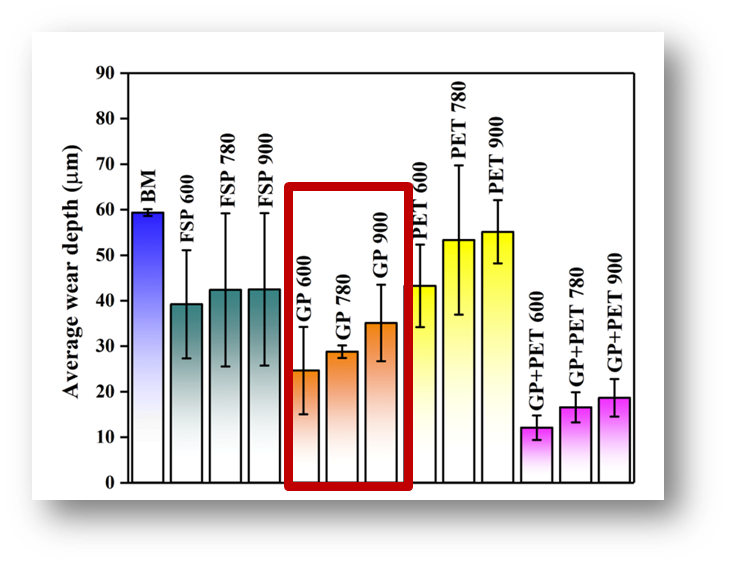 Average wear depth (μm)
90
80
70
60
50
40
30
20
10
0
BM
FSP 600
FSP 780
FSP 900
GP 600
GP 780
GP 900
PET 600
PET 780
PET 900
GP+PET 600
GP+PET 780
GP+PET 900